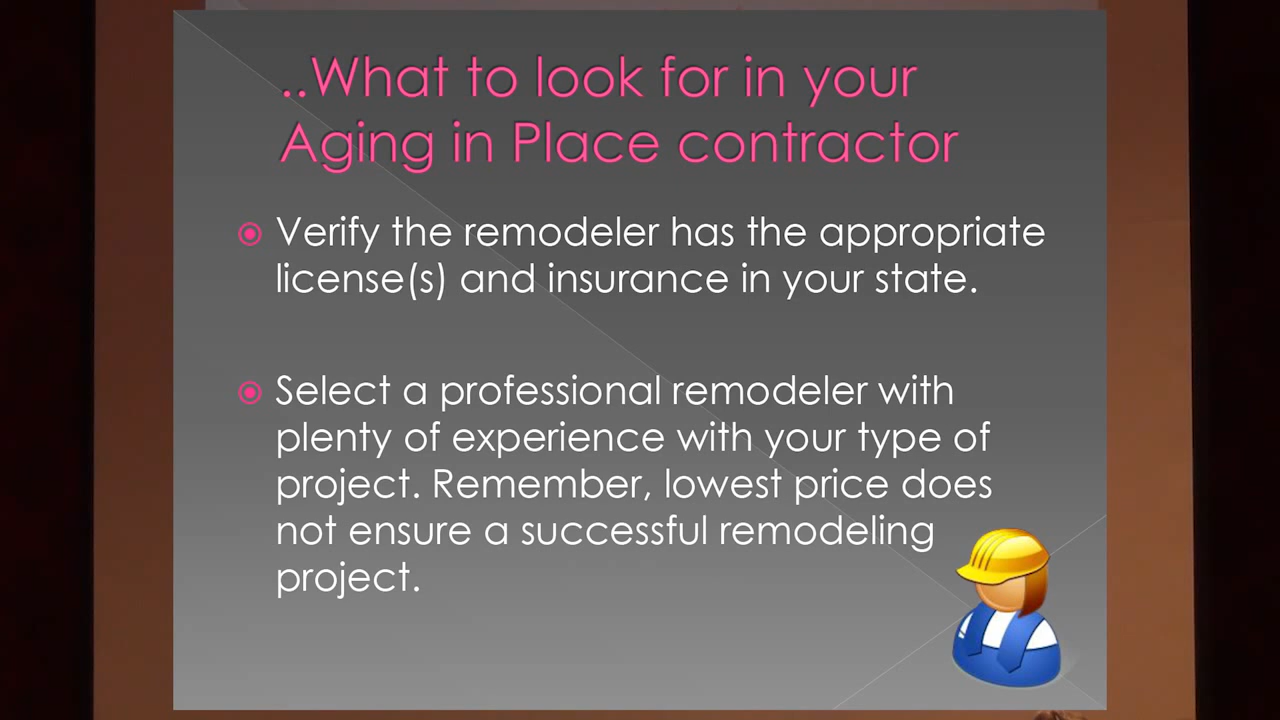 ..What to look for in your
Aging in Place contractor
Verify the remodeler has the appropriate
license(s) and insurance in your state.
Select a professional remodeler with
plenty of experience with your type of
project. Remember, lowest price does
not ensure a successful remodeling
project.